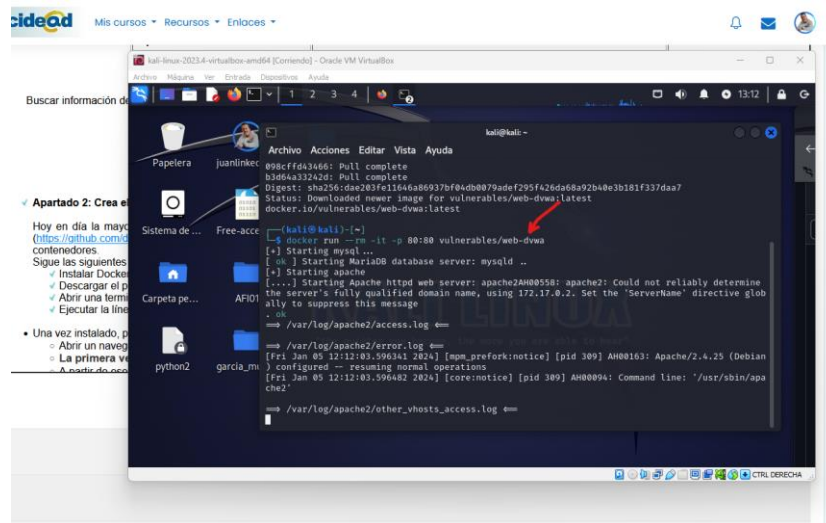 cidead
Mis cursos Recursos Enlaces
kali-linux-2023.4-virtualbox-amd64 [Corriendo] - Oracle VM VirtualBox
Archivo Máquina Ver Entrada Dispositivos Ayuda
1 2 3 4
13:12
Buscar información de
Apartado 2: Crea el
Hoy en día la mayo
(https://github.com/d
contenedores.
Sigue las siguientes
Instalar Docke
Descargar el p
Abrir una termi
Ejecutar la líne
Una vez instalado, p
Abrir un naveg
La primera ve
Papelera
juanlinkec
Sistema de ...
Free-acce
Carpeta pe...
AFI01
python2
garcia_mu
kali@kali: ~
Archivo Acciones Editar Vista Ayuda
098cffd43466: Pull complete
b3d64a33242d: Pull complete
Digest: sha256:dae203fe11646a86937bf04db0079adef295f426da68a92b40e3b181f337daa7
Status: Downloaded newer image for vulnerables/web-dvwa:latest
docker.io/vulnerables/web-dvwa:latest
(kali㉿kali)-[~]
$ docker run --rm -it -p 80:80 vulnerables/web-dvwa
[+] Starting mysql...
[ ok ] Starting MariaDB database server: mysqld ..
[+] Starting apache
[....] Starting Apache httpd web server: apache2AH00558: apache2: Could not reliably determine
the server's fully qualified domain name, using 172.17.0.2. Set the 'ServerName' directive glob
ally to suppress this message
. ok
==> /var/log/apache2/access.log <==
==> /var/log/apache2/error.log <==
[Fri Jan 05 12:12:03.596341 2024] [mpm_prefork:notice] [pid 309] AH00163: Apache/2.4.25 (Debian
) configured -- resuming normal operations
[Fri Jan 05 12:12:03.596482 2024] [core:notice] [pid 309] AH00094: Command line: '/usr/sbin/apa
che2'
==> /var/log/apache2/other_vhosts_access.log <==
CTRL DERECHA